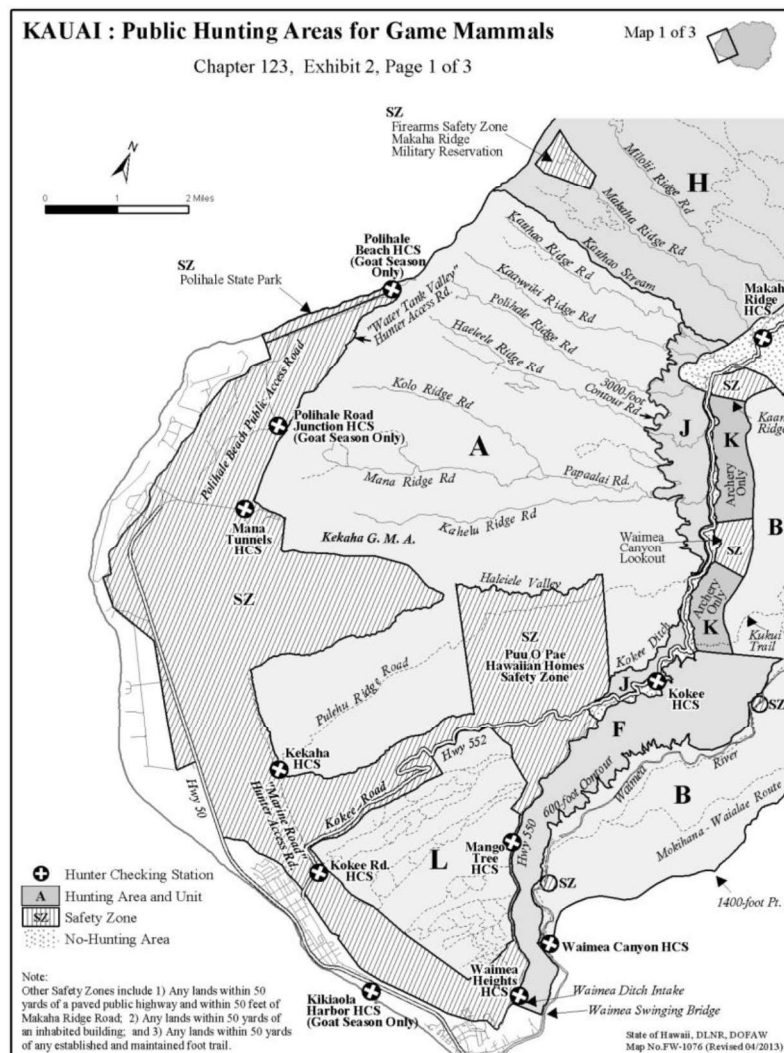 KAUAI : Public Hunting Areas for Game Mammals
Map 1 of 3
Chapter 123, Exhibit 2, Page 1 of 3
N
0
1
2 Miles
SZ
Firearms Safety Zone
Makaha Ridge
Military Reservation
H
Milolii Ridge Rd
Makaha Ridge Rd
Kauhao Ridge Rd
Kauhao Stream
Polihale
Beach HCS
(Goat Season
Only)
SZ
Polihale State Park
"Water Tank Valley"
Hunter Access Rd.
Kaaweiki Ridge Rd
Polihale Ridge Rd
Haeleele Ridge Rd
3000-foot
Contour Rd
Makah
Ridge
HCS
SZ
Polihale Beach Public Access Road
Polihale Road
Junction HCS
(Goat Season Only)
Kolo Ridge Rd
A
J
K
Archery
Only
Kaan
Ridge
Mana Ridge Rd
Papaalai Rd.
Kahelu Ridge Rd
Mana
Tunnels
HCS
Kekaha G. M. A.
Waimea
Canyon
Lookout
SZ
B
SZ
Haleiele Valley
Archery
Only
K
Kukui
Trail
SZ
Puu O Pae
Hawaiian Homes
Safety Zone
Kokee Ditch
Pulehu Ridge Road
J
Kokee
HCS
SZ
F
Hwy 552
Kekaha
HCS
Kokee Road
600-foot Contour
Waimea
River
B
Mokihana - Waialae Route
Hwy 50
"Marine Road"
Hunter Access Rd.
Hwy 550
L
Mango
Tree
HCS
Kokee Rd.
HCS
SZ
1400-foot Pt.
Waimea Canyon HCS
Waimea
Heights
HCS
Waimea Ditch Intake
Waimea Swinging Bridge
Kikiaola
Harbor HCS
(Goat Season Only)
Hunter Checking Station
A
Hunting Area and Unit
SZ
Safety Zone
No-Hunting Area
Note:
Other Safety Zones include 1) Any lands within 50
yards of a paved public highway and within 50 feet of
Makaha Ridge Road; 2) Any lands within 50 yards of
an inhabited building; and 3) Any lands within 50 yards
of any established and maintained foot trail.
State of Hawaii, DLNR, DOFAW
Map No.FW-1076 (Revised 04/2013)